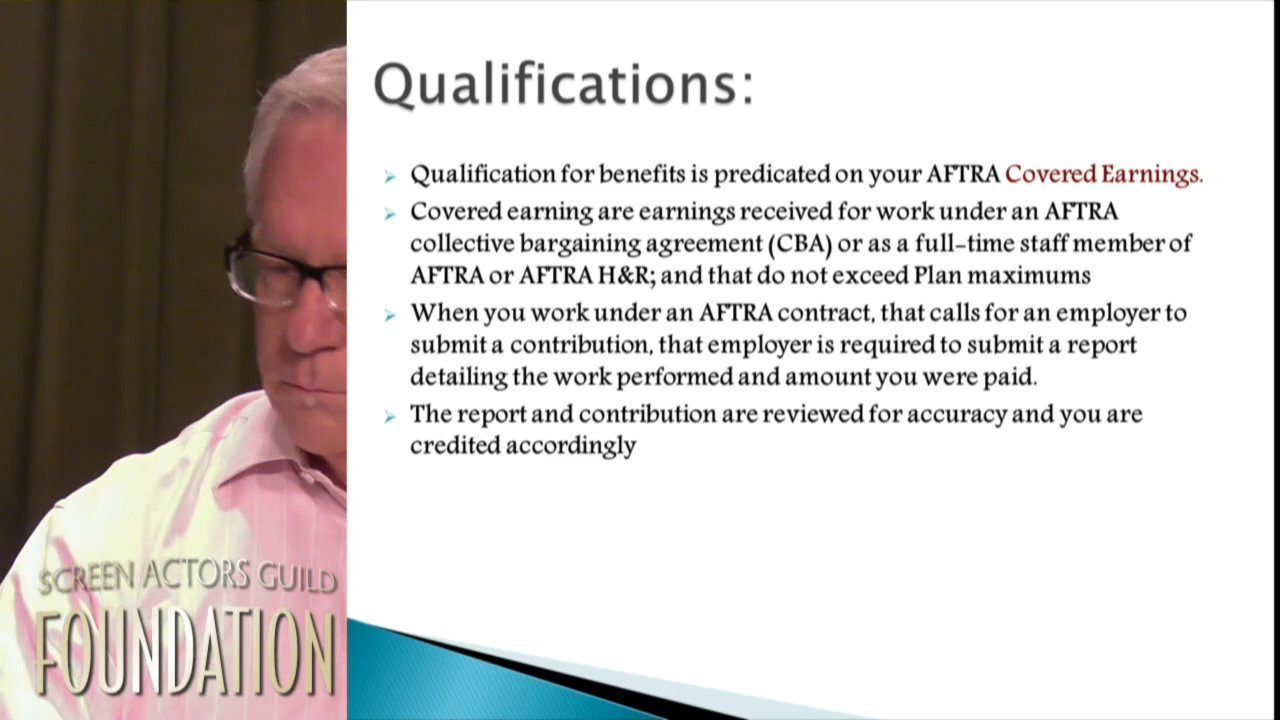 Qualifications:
Qualification for benefits is predicated on your AFTRA Covered Earnings.
Covered earning are earnings received for work under an AFTRA
collective bargaining agreement (CBA) or as a full-time staff member of
AFTRA or AFTRA H&R; and that do not exceed Plan maximums
When you work under an AFTRA contract, that calls for an employer to
submit a contribution, that employer is required to submit a report
detailing the work performed and amount you were paid.
The report and contribution are reviewed for accuracy and you are
credited accordingly
SCREEN ACTORS GUILD
FOUNDATION